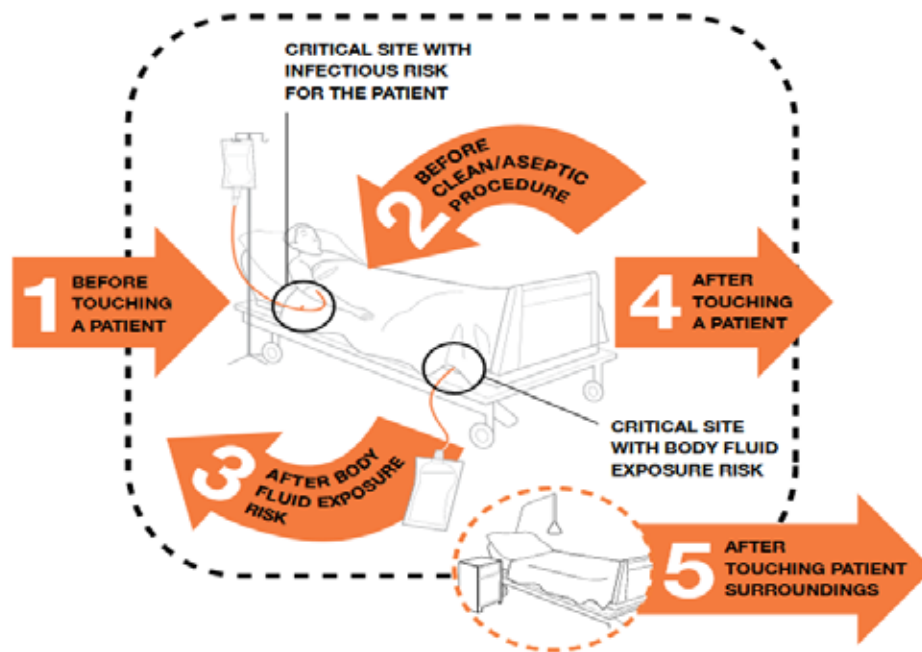 CRITICAL SITE WITH
INFECTIOUS RISK
FOR THE PATIENT
2
BEFORE
CLEAN/ASEPTIC
PROCEDURE
1
BEFORE
TOUCHING
A PATIENT
4
AFTER
TOUCHING
A PATIENT
3
AFTER BODY
FLUID EXPOSURE
RISK
CRITICAL SITE
WITH BODY FLUID
EXPOSURE RISK
5
AFTER
TOUCHING PATIENT
SURROUNDINGS